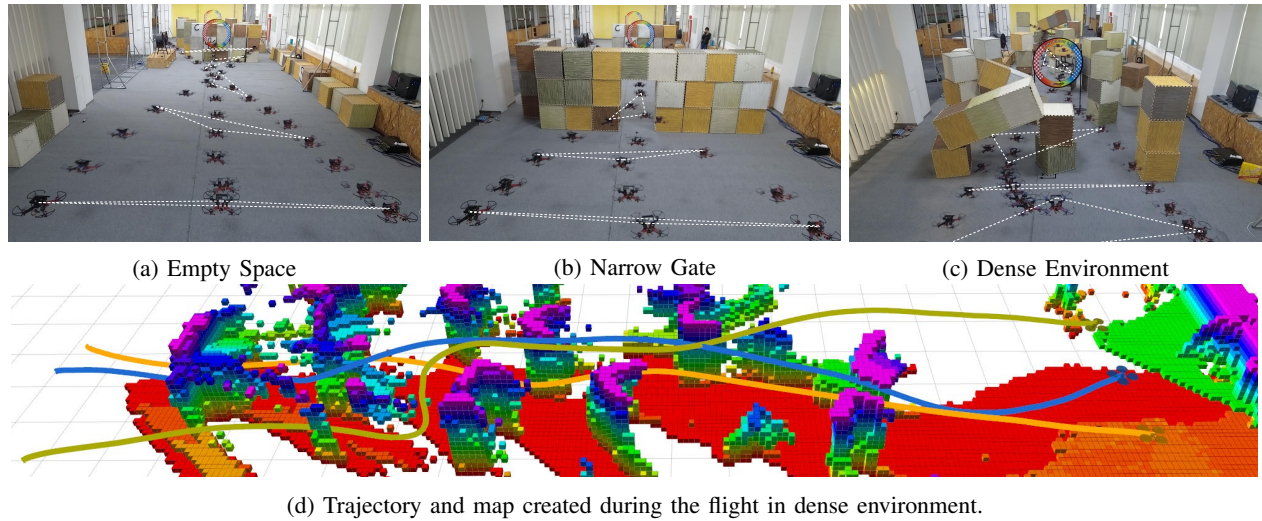 (a) Empty Space
(b) Narrow Gate
(c) Dense Environment
(d) Trajectory and map created during the flight in dense environment.